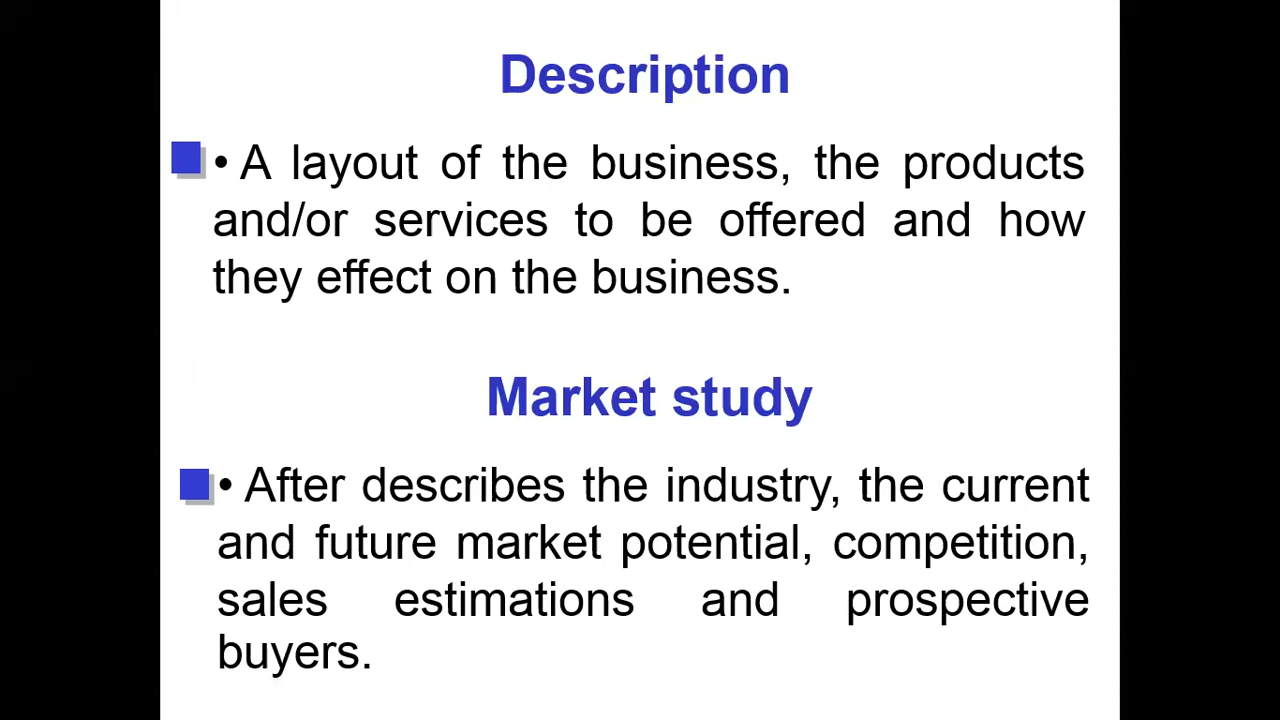 Description
• A layout of the business, the products
and/or services to be offered and how
they effect on the business.
Market study
• After describes the industry, the current
and future market potential, competition,
sales estimations and prospective
buyers.